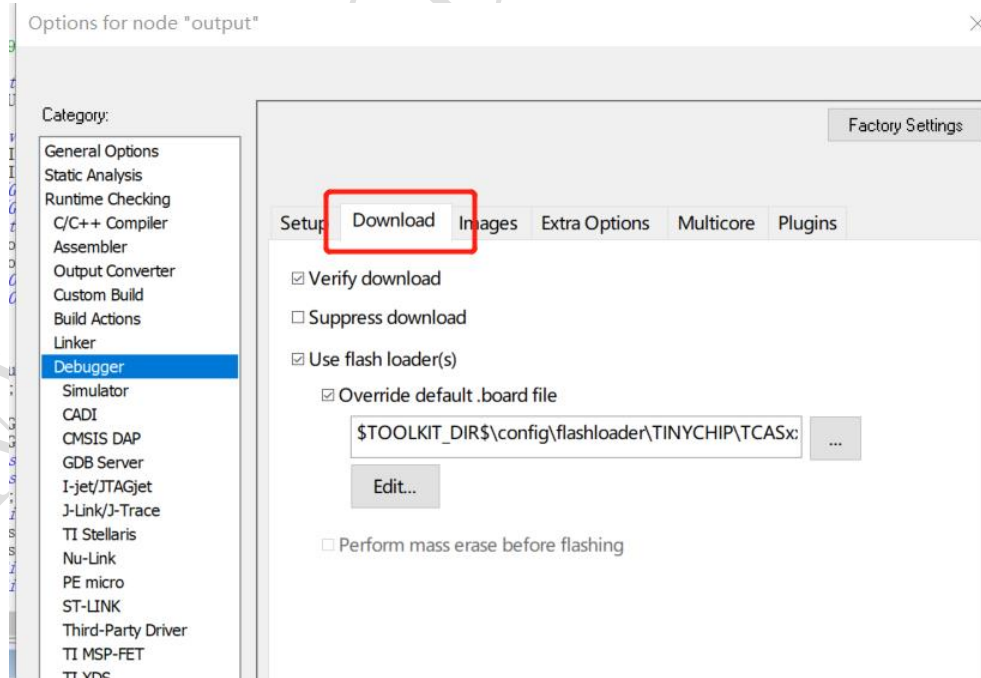 Options for node "output"
Category:
Factory Settings
General Options
Static Analysis
Runtime Checking
C/C++ Compiler
Assembler
Output Converter
Custom Build
Build Actions
Linker
Debugger
Simulator
CADI
CMSIS DAP
GDB Server
I-jet/JTAGjet
J-Link/J-Trace
TI Stellaris
Nu-Link
PE micro
ST-LINK
Third-Party Driver
TI MSP-FET
TI XDS
Setup Download Images Extra Options Multicore Plugins
Verify download
Suppress download
Use flash loader(s)
Override default .board file
$TOOLKIT_DIR$\config\flashloader\TINYCHIP\TCASx
...
Edit...
Perform mass erase before flashing